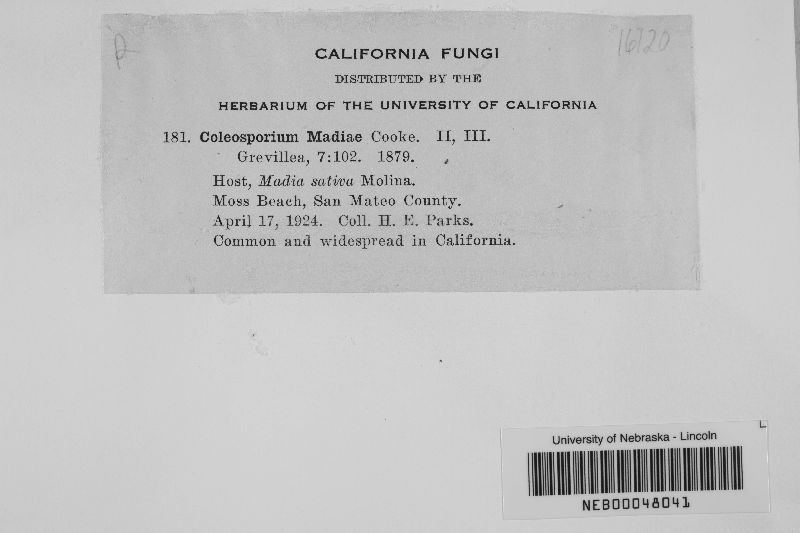 CALIFORNIA FUNGI
16720
DISTRIBUTED BY THE
HERBARIUM OF THE UNIVERSITY OF CALIFORNIA
181. Coleosporium Madiae Cooke. II, III.
Grevillea, 7:102. 1879.
Host, Madia sativa Molina.
Moss Beach, San Mateo County.
April 17, 1924. Coll. H. E. Parks.
Common and widespread in California.
University of Nebraska - Lincoln
NEB00048041